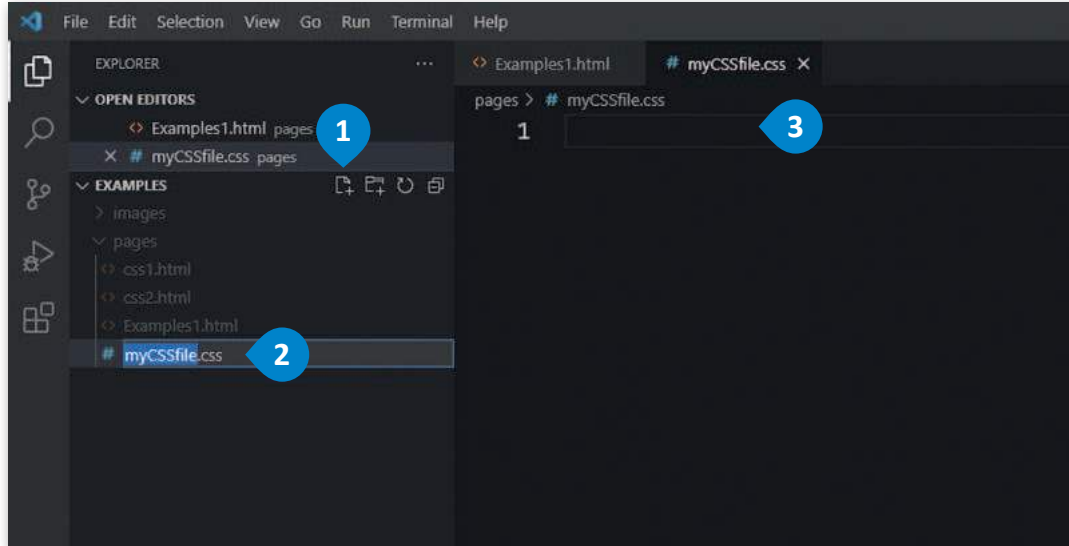 File Edit Selection View Go Run Terminal Help
EXPLORER ...
OPEN EDITORS
<> Examples1.html pages
1
X # myCSSfile.css pages
EXAMPLES
> images
pages
<> css1.html
<> css2.html
<> Examples1.html
# myCSSfile.css
2
<> Examples1.html # myCSSfile.css X
pages > # myCSSfile.css
1
3